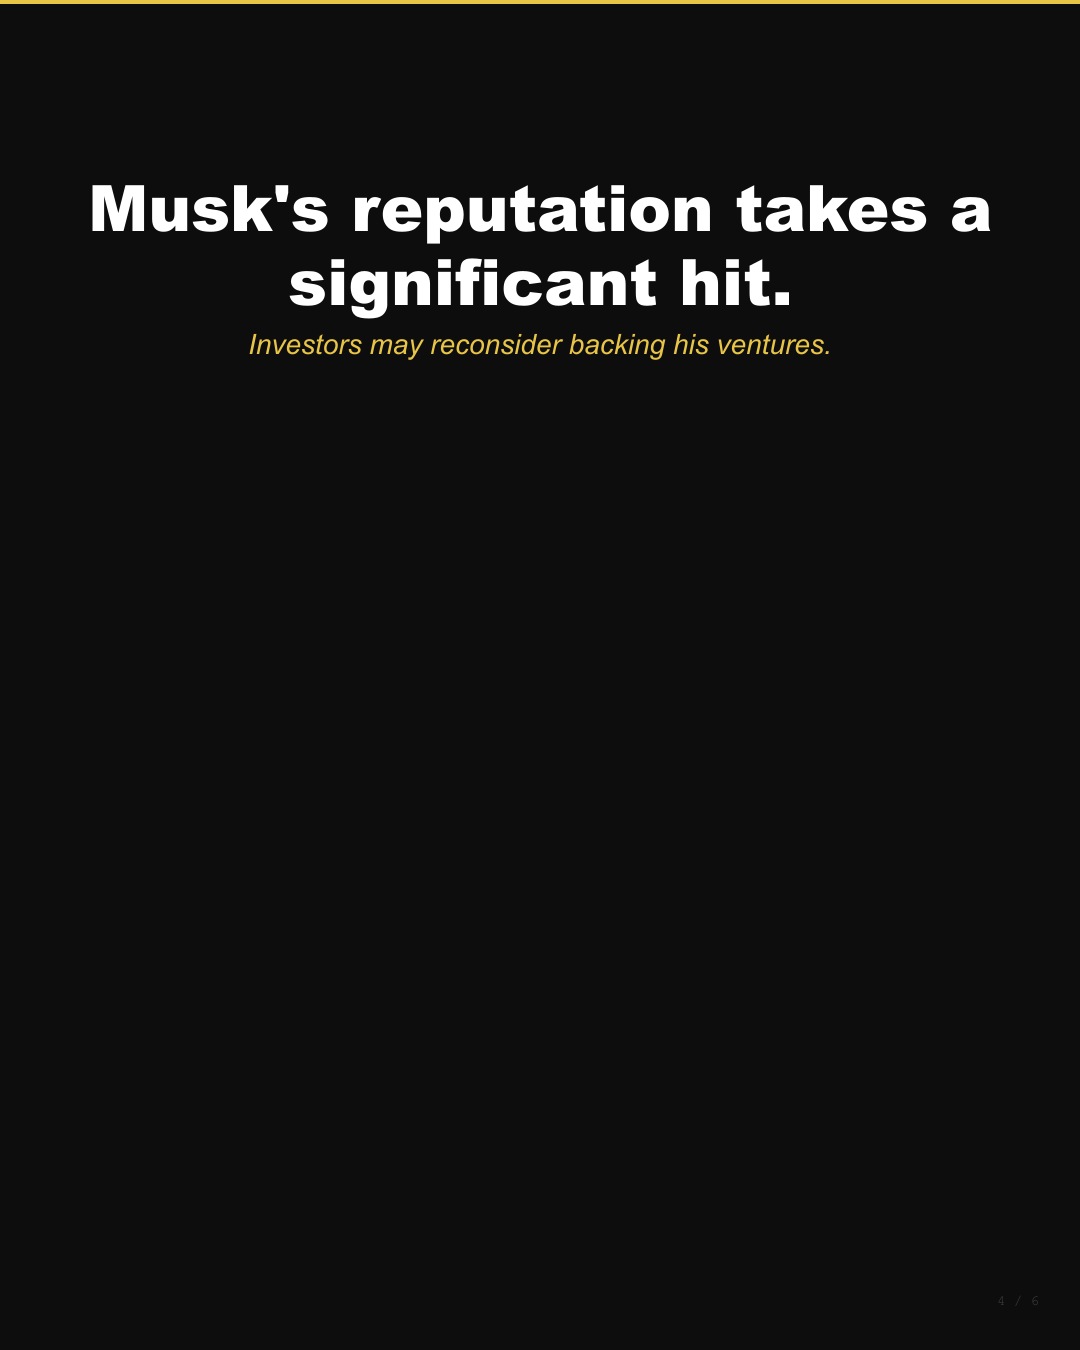 Musk's reputation takes a
significant hit.
Investors may reconsider backing his ventures.
4 / 6